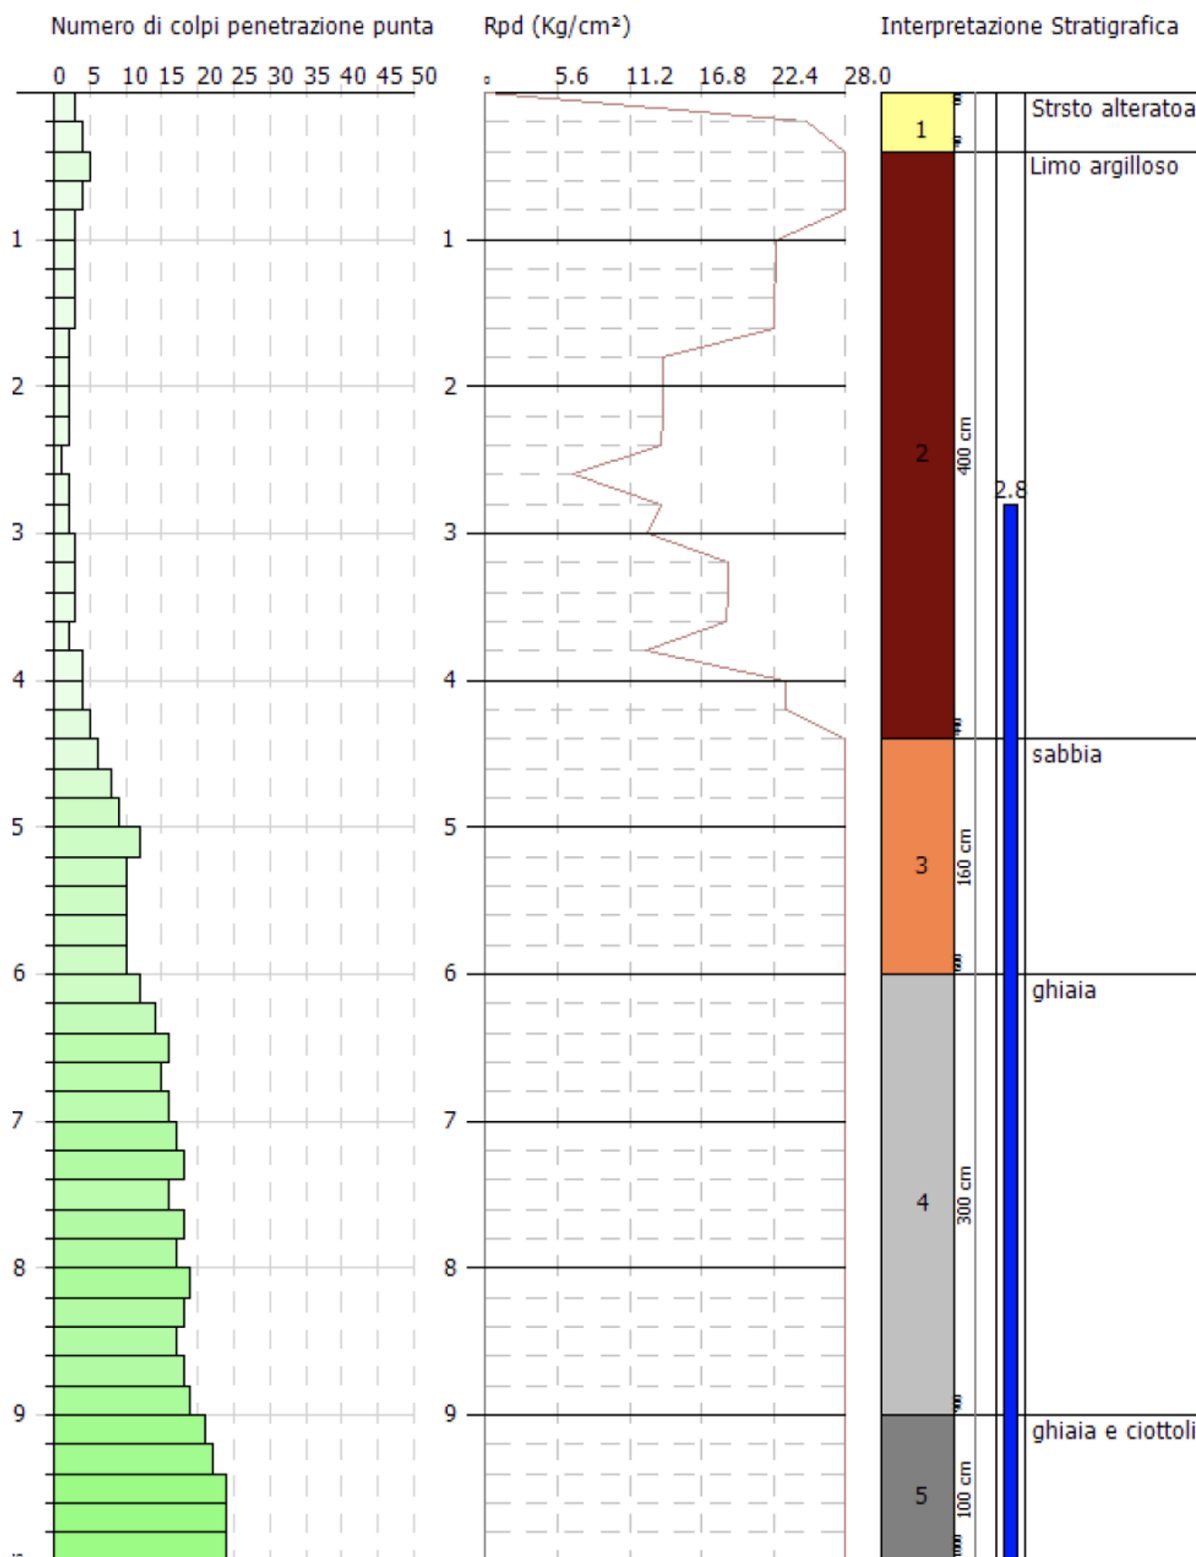 Numero di colpi penetrazione punta
Rpd (Kg/cm²)
Interpretazione Stratigrafica
0 5 10 15 20 25 30 35 40 45 50
5.6 11.2 16.8 22.4 28.0
Strsto alteratoa
1
Limo argilloso
1 1
2 2
2
400 cm
2.8
3 3
4 4
sabbia
5 5
3
160 cm
6 6
ghiaia
7 7
4
300 cm
8 8
9 9
ghiaia e ciottoli
5
100 cm